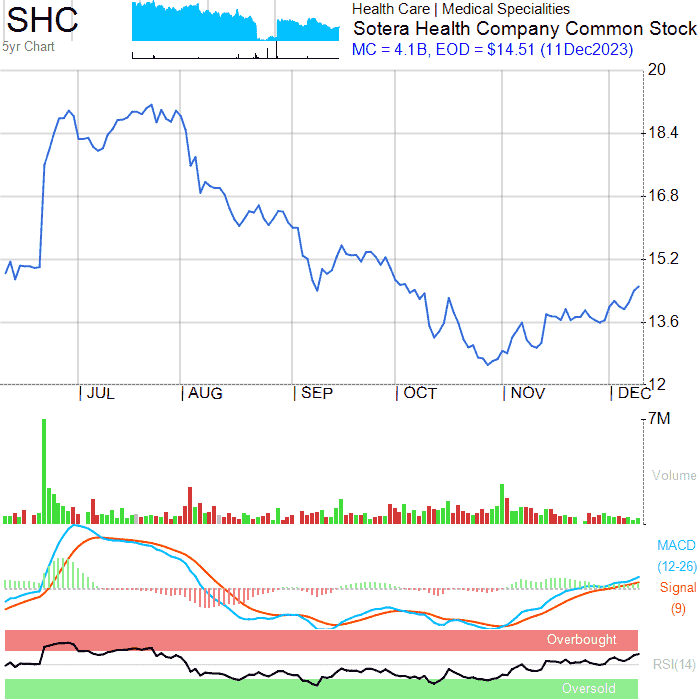 SHC
5yr Chart
Health Care | Medical Specialities
Sotera Health Company Common Stock
MC = 4.1B, EOD = $14.51 (11Dec2023)
20
18.4
16.8
15.2
13.6
12
JUL AUG SEP OCT NOV DEC
7M
Volume
MACD
(12-26)
Signal
(9)
Overbought
RSI(14)
Oversold